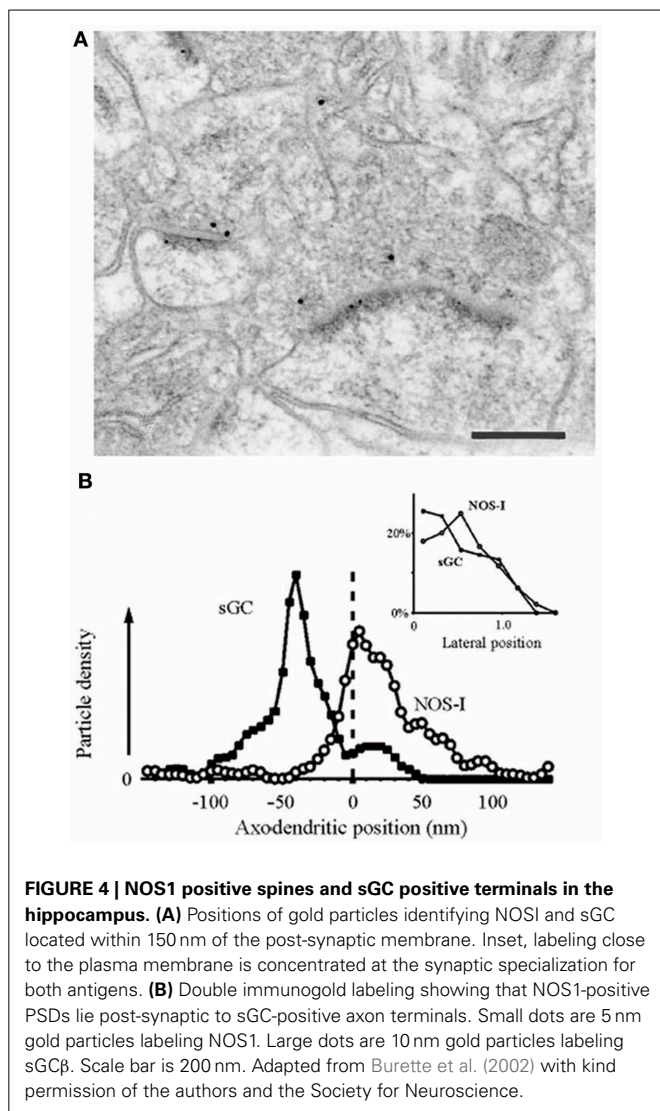 A
B
NOS-I
20%
sGC
0%
0
1.0
Lateral position
sGC
NOS-I
Particle density
0
-100
-50
0
50
100
Axodendritic position (nm)
FIGURE 4 | NOS1 positive spines and sGC positive terminals in the
hippocampus. (A) Positions of gold particles identifying NOSI and sGC
located within 150 nm of the post-synaptic membrane. Inset, labeling close
to the plasma membrane is concentrated at the synaptic specialization for
both antigens. (B) Double immunogold labeling showing that NOS1-positive
PSDs lie post-synaptic to sGC-positive axon terminals. Small dots are 5 nm
gold particles labeling NOS1. Large dots are 10 nm gold particles labeling
sGCβ. Scale bar is 200 nm. Adapted from Burette et al. (2002) with kind
permission of the authors and the Society for Neuroscience.